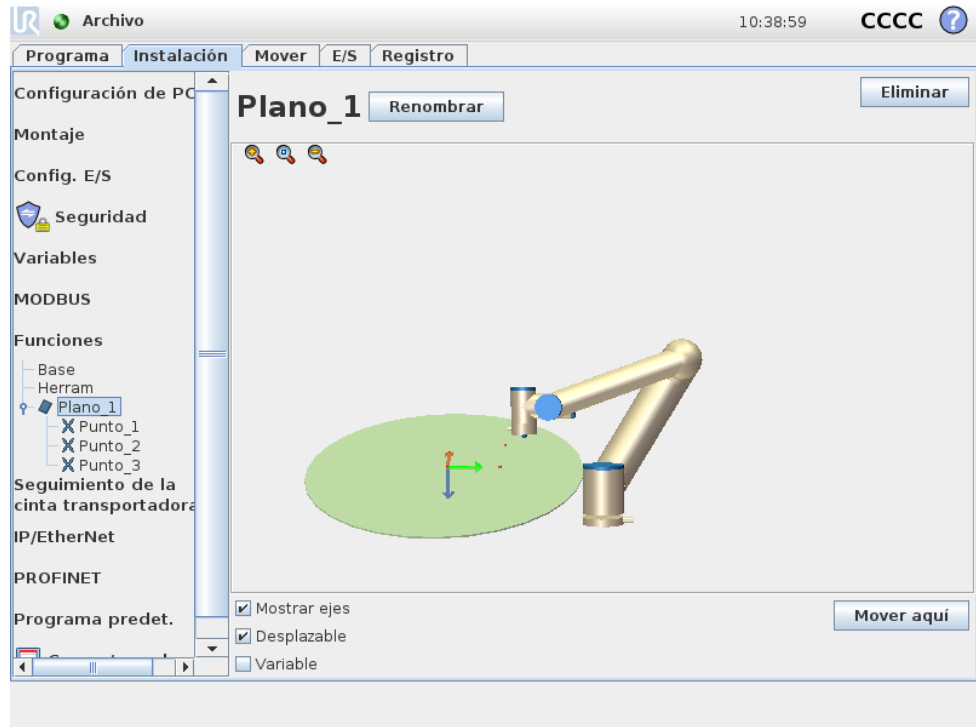 UR Archivo 10:38:59 CCCC ?
Programa Instalación Mover E/S Registro
Configuración de PC
Montaje
Config. E/S
Seguridad
Variables
MODBUS
Funciones
Base
Herram
Plano_1
Punto_1
Punto_2
Punto_3
Seguimiento de la
cinta transportadora
IP/EtherNet
PROFINET
Programa predet.
Plano_1 Renombrar Eliminar
Mostrar ejes
Desplazable
Variable
Mover aquí